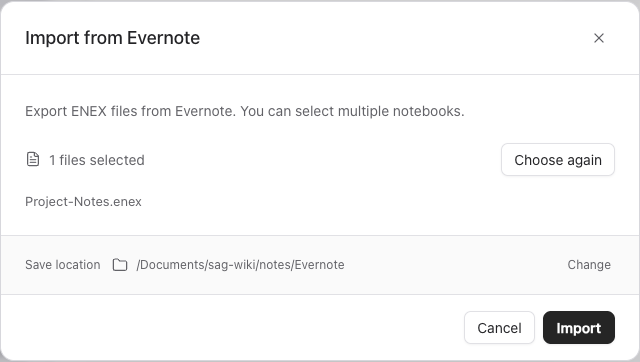 Import from Evernote
Export ENEX files from Evernote. You can select multiple notebooks.
1 files selected
Choose again
Project-Notes.enex
Save location /Documents/sag-wiki/notes/Evernote Change
Cancel Import